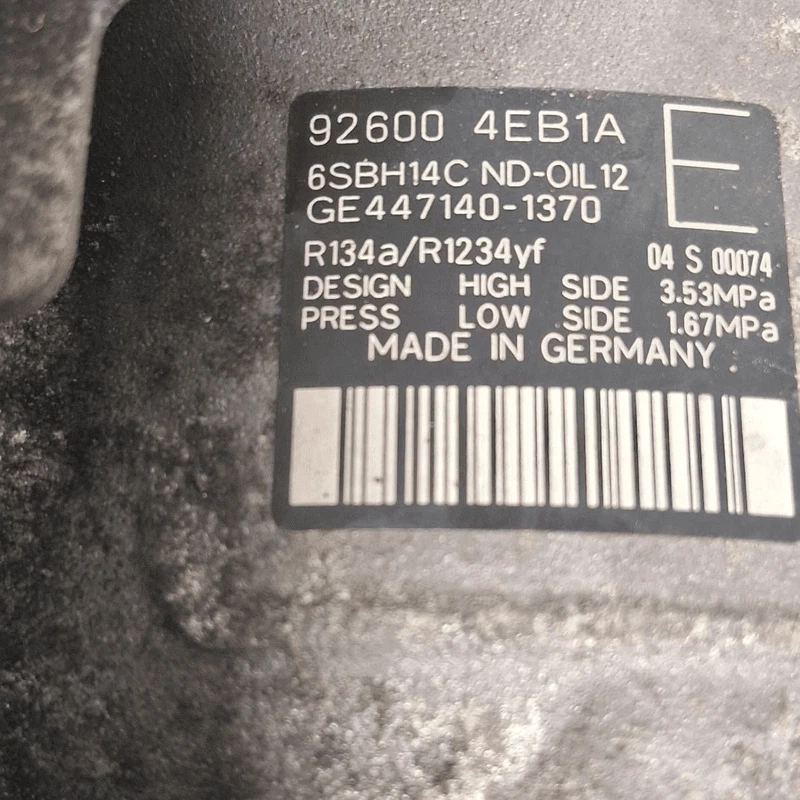 92600 4EB1A E
6SBH14C ND-OIL12
GE447140-1370
R134a/R1234yf 04 S 00074
DESIGN HIGH SIDE 3.53MPa
PRESS LOW SIDE 1.67MPa
MADE IN GERMANY